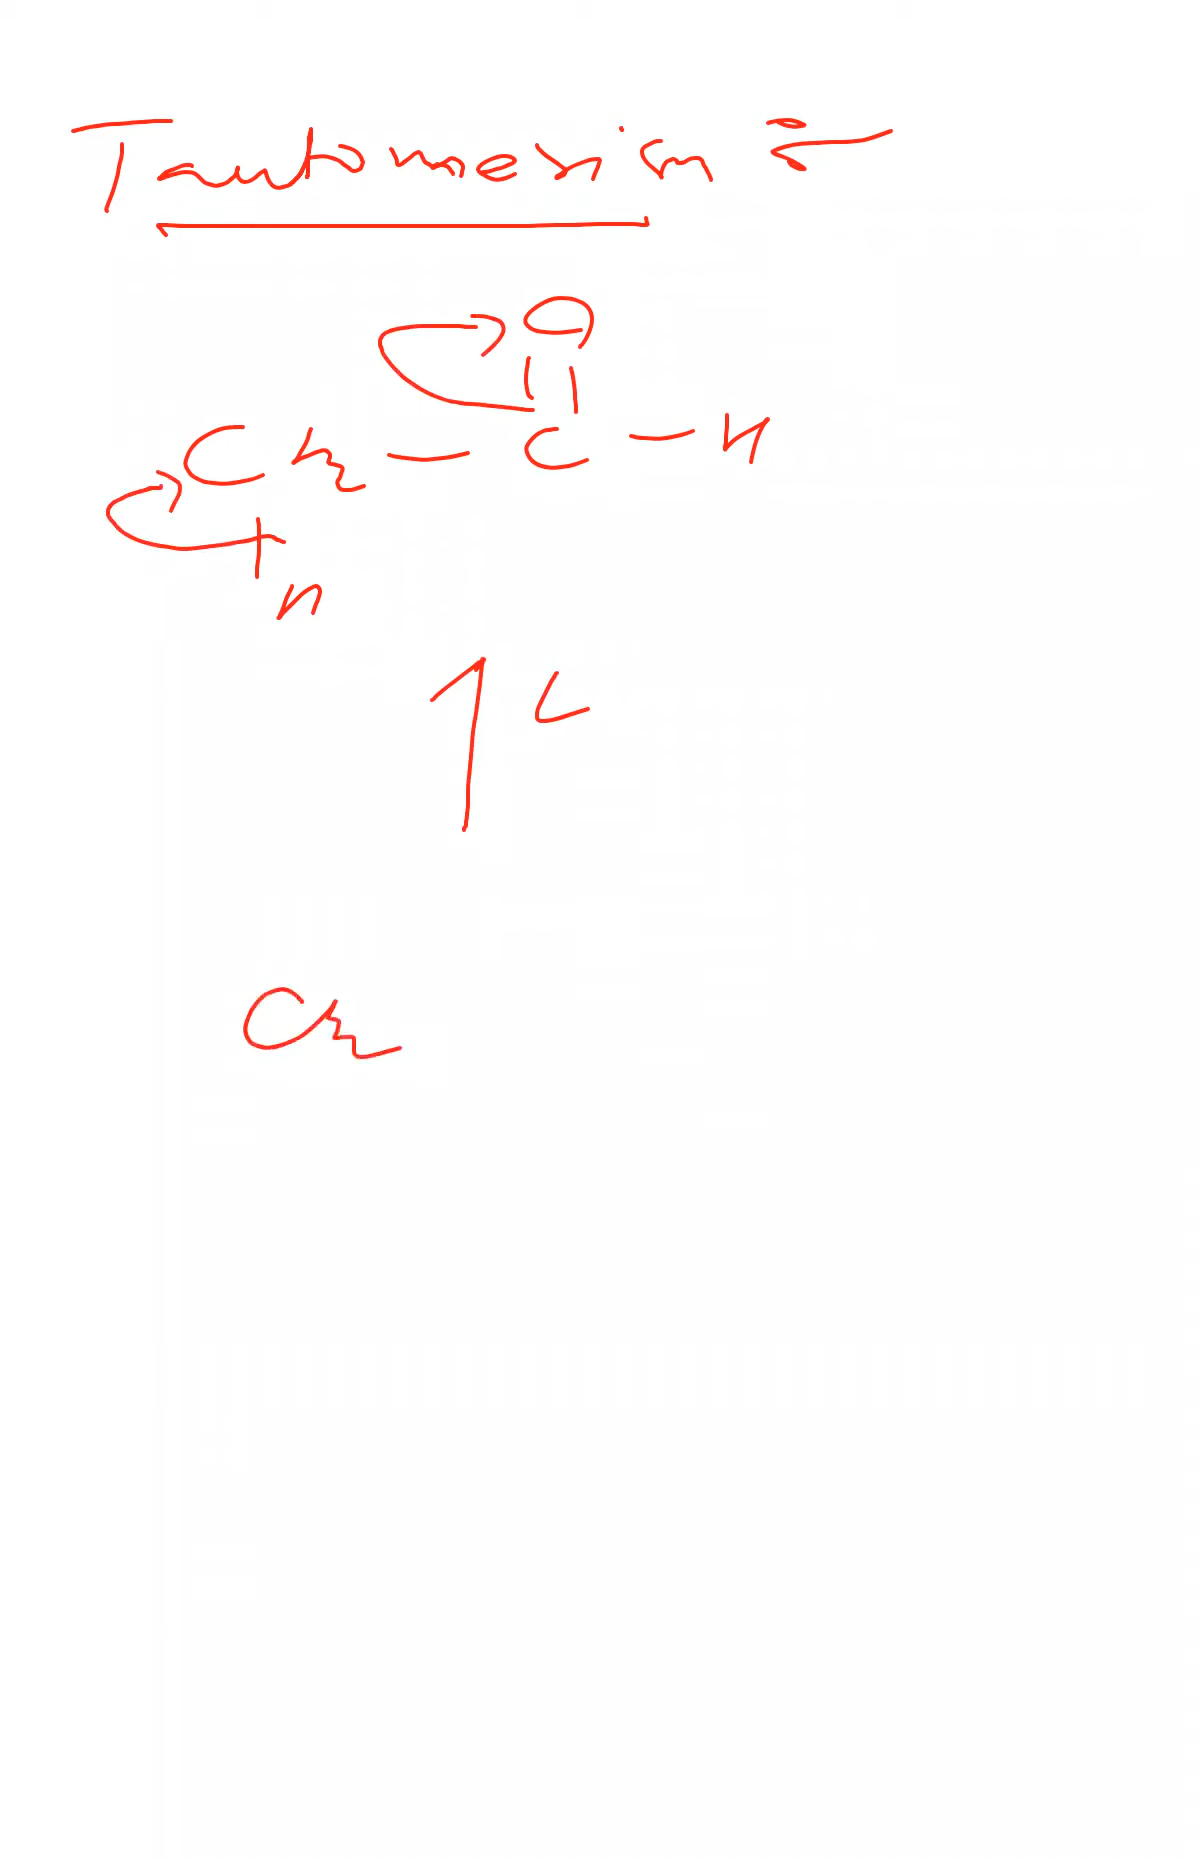 Tautomerism :-
O
||
CH2 - C - H
|
H
CH2